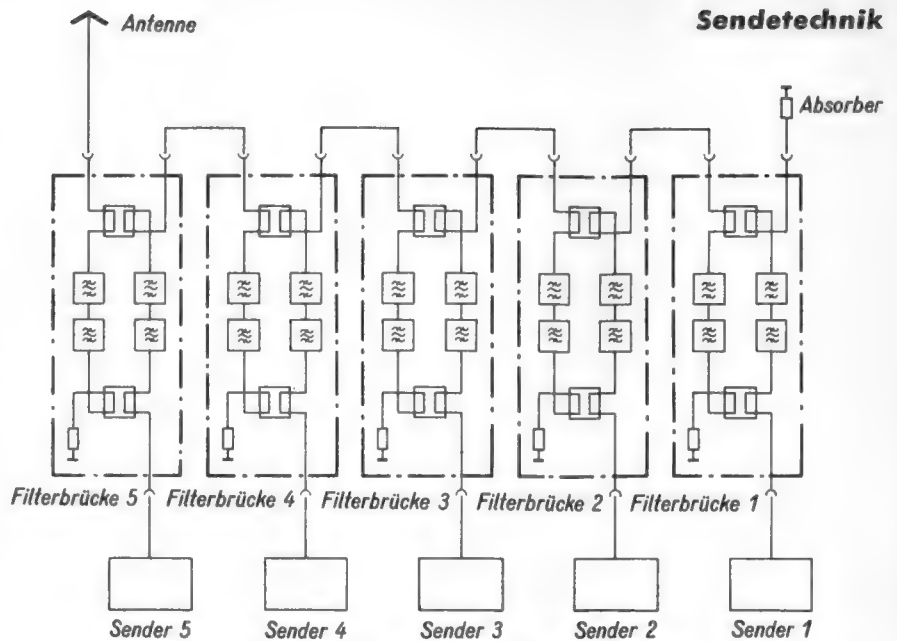 Sendetechnik
Antenne
Absorber
Filterbrücke 5 Filterbrücke 4 Filterbrücke 3 Filterbrücke 2 Filterbrücke 1
Sender 5 Sender 4 Sender 3 Sender 2 Sender 1